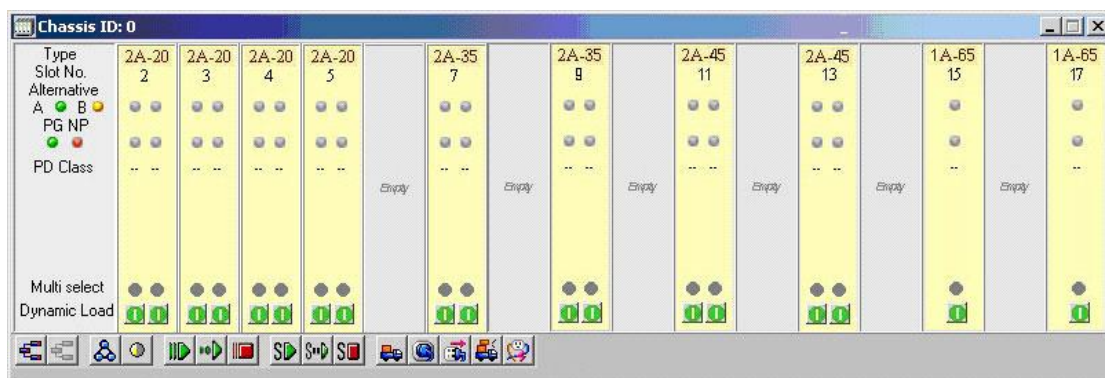 Chassis ID: 0
Type 2A-20 2A-20 2A-20 2A-20 2A-35 2A-35 2A-45 2A-45 1A-65 1A-65
Slot No. 2 3 4 5 7 9 11 13 15 17
Alternative
A B
PG NP
PD Class -- -- -- -- -- -- -- -- -- -- -- -- -- -- -- -- -- --
Empty Empty Empty Empty Empty Empty
Multi select
Dynamic Load
S S S